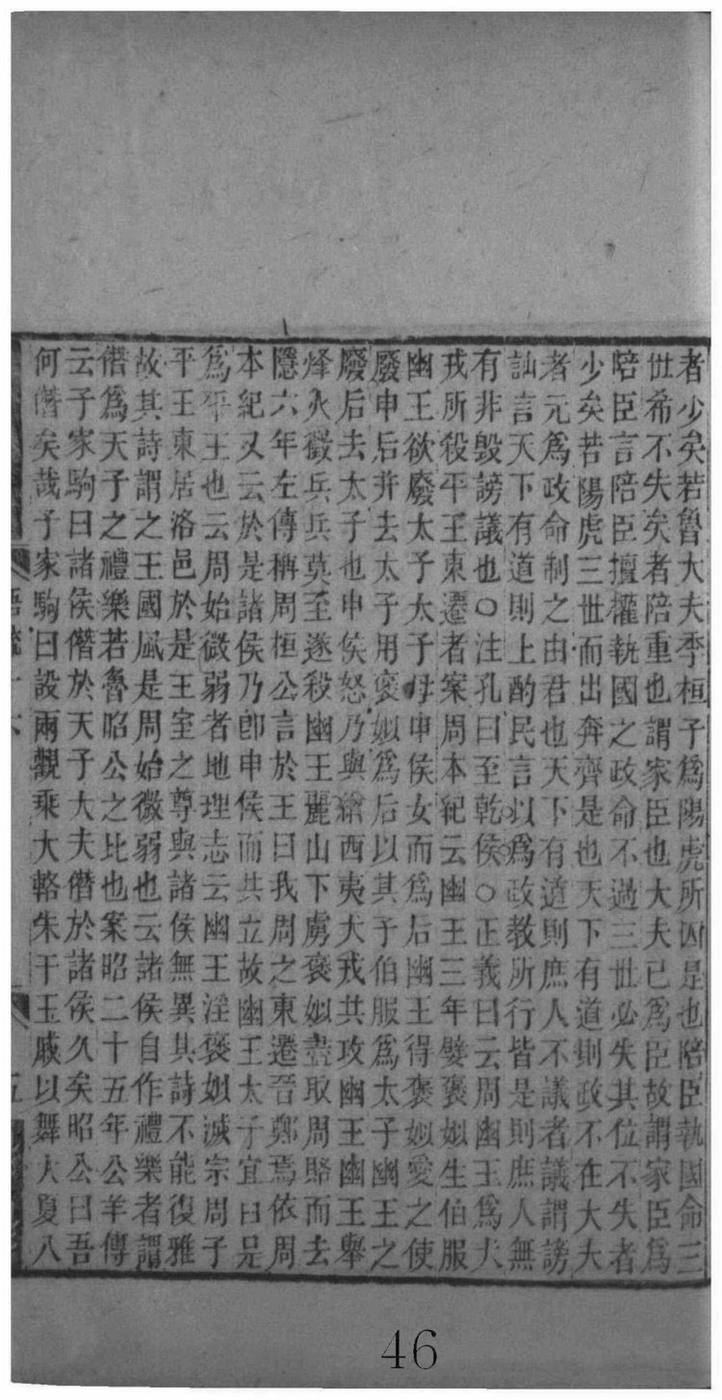 者少矣若魯大夫季桓子爲陽虎所囚是也陪臣執國命三
世希不失矣者陪重也謂家臣也大夫已爲臣故謂家臣爲
陪臣言陪臣擅權執國之政命不過三世必失其位不失者
少矣若陽虎三世而出奔齊是也天下有道則政不在大夫
者元爲政命制之由君也天下有道則庶人不議者議謂謗
訕言天下有道則上酌民言以爲政教所行皆是則庶人無
有非毀謗議也○注孔曰至乾侯○正義曰云周幽王爲犬
戎所殺平王東遷者案周本紀云幽王三年嬖褒姒生伯服
幽王欲廢太子太子母申侯女而爲后幽王得褒姒愛之使
廢申后并去太子用褒姒爲后以其子伯服爲太子幽王之
廢后去太子也申侯怒乃與繒西夷犬戎共攻幽王幽王舉
烽火徵兵兵莫至遂殺幽王麗山下虜褒姒盡取周賂而去
隱六年左傳稱周桓公言於王曰我周之東遷晉鄭焉依周
本紀又云於是諸侯乃卽申侯而共立故幽王太子宜臼是
爲平王也云周始微弱者地理志云幽王淫褒姒滅宗周子
平王東居洛邑於是王室之尊與諸侯無異其詩不能復雅
故其詩謂之王國風是周始微弱也云諸侯自作禮樂者謂
僭爲天子之禮樂若魯昭公之比也案昭二十五年公羊傳
云子家駒曰諸侯僭於天子大夫僭於諸侯久矣昭公曰吾
何僭矣哉子家駒曰設兩觀乘大輅朱干玉戚以舞大夏八
語疏十六
五
46